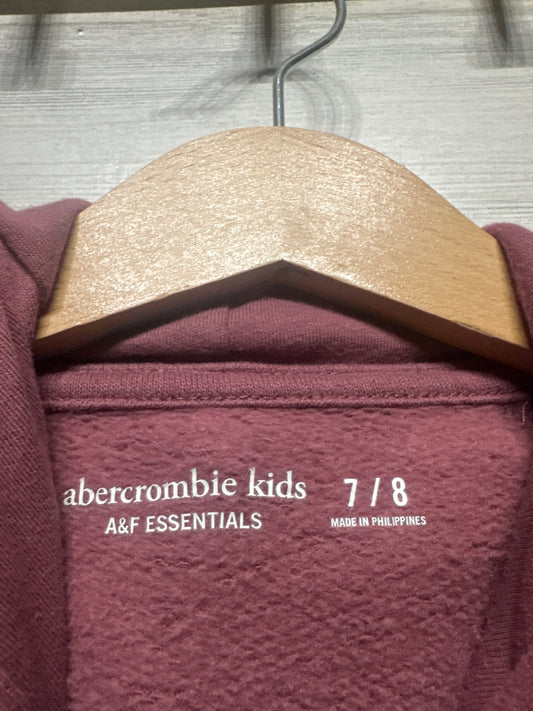 abercrombie kids
A&F ESSENTIALS
7 / 8
MADE IN PHILIPPINES